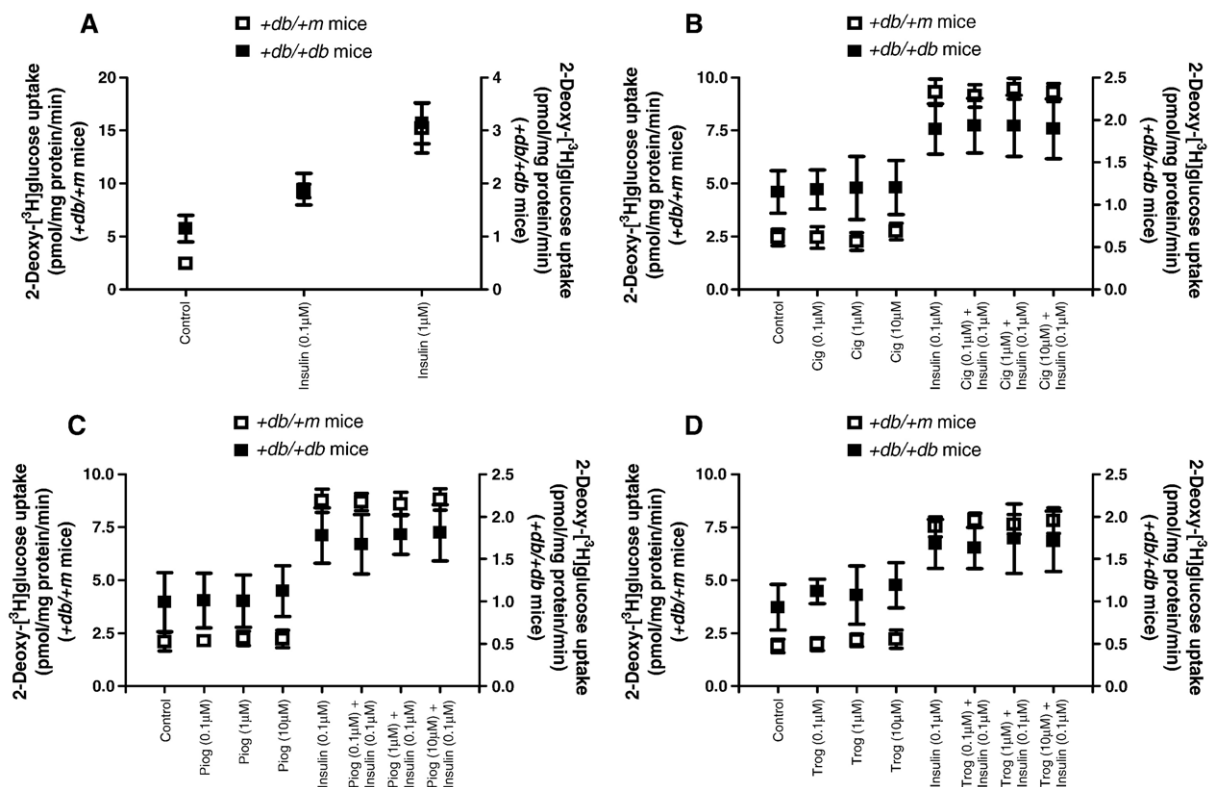 A
+db/+m mice
+db/+db mice
2-Deoxy-[³H]glucose uptake
(pmol/mg protein/min)
(+db/+m mice)
20
15
10
5
0
4
3
2
1
0
2-Deoxy-[³H]glucose uptake
(pmol/mg protein/min)
(+db/+db mice)
Control
Insulin (0.1µM)
Insulin (1µM)
B
+db/+m mice
+db/+db mice
2-Deoxy-[³H]glucose uptake
(pmol/mg protein/min)
(+db/+m mice)
10.0
7.5
5.0
2.5
0.0
2.5
2.0
1.5
1.0
0.5
0.0
2-Deoxy-[³H]glucose uptake
(pmol/mg protein/min)
(+db/+db mice)
Control
Cig (0.1µM)
Cig (1µM)
Cig (10µM)
Insulin (0.1µM)
Cig (0.1µM) +
Insulin (0.1µM)
Cig (1µM) +
Insulin (0.1µM)
Cig (10µM) +
Insulin (0.1µM)
C
+db/+m mice
+db/+db mice
2-Deoxy-[³H]glucose uptake
(pmol/mg protein/min)
(+db/+m mice)
10.0
7.5
5.0
2.5
0.0
2.5
2.0
1.5
1.0
0.5
0.0
2-Deoxy-[³H]glucose uptake
(pmol/mg protein/min)
(+db/+db mice)
Control
Piog (0.1µM)
Piog (1µM)
Piog (10µM)
Insulin (0.1µM)
Piog (0.1µM) +
Insulin (0.1µM)
Piog (1µM) +
Insulin (0.1µM)
Piog (10µM) +
Insulin (0.1µM)
D
+db/+m mice
+db/+db mice
2-Deoxy-[³H]glucose uptake
(pmol/mg protein/min)
(+db/+m mice)
10.0
7.5
5.0
2.5
0.0
2.5
2.0
1.5
1.0
0.5
0.0
2-Deoxy-[³H]glucose uptake
(pmol/mg protein/min)
(+db/+db mice)
Control
Trog (0.1µM)
Trog (1µM)
Trog (10µM)
Insulin (0.1µM)
Trog (0.1µM) +
Insulin (0.1µM)
Trog (1µM) +
Insulin (0.1µM)
Trog (10µM) +
Insulin (0.1µM)